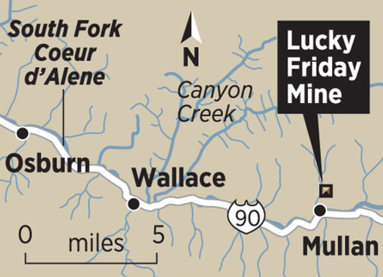 South Fork
Coeur
d'Alene
N
Canyon
Creek
Lucky
Friday
Mine
Osburn
Wallace
90
Mullan
0 miles 5